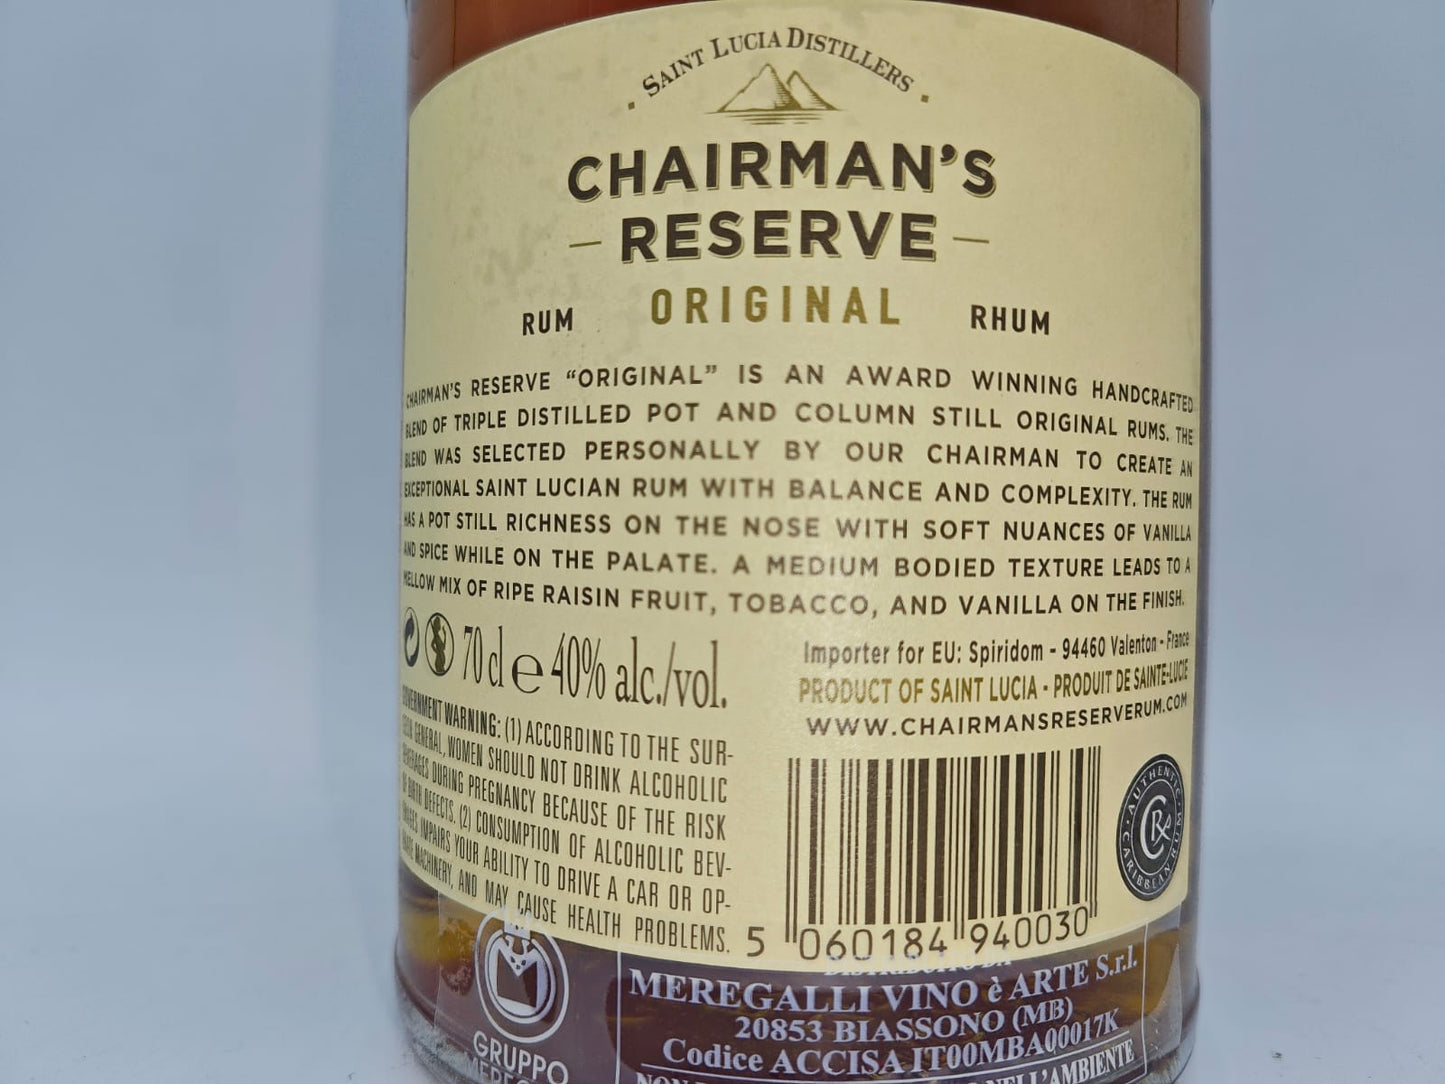 SAINT LUCIA DISTILLERS
CHAIRMAN'S
RESERVE
RUM ORIGINAL RHUM
CHAIRMAN'S RESERVE “ORIGINAL” IS AN AWARD WINNING HANDCRAFTED
BLEND OF TRIPLE DISTILLED POT AND COLUMN STILL ORIGINAL RUMS. THE
BLEND WAS SELECTED PERSONALLY BY OUR CHAIRMAN TO CREATE AN
EXCEPTIONAL SAINT LUCIAN RUM WITH BALANCE AND COMPLEXITY. THE RUM
HAS A POT STILL RICHNESS ON THE NOSE WITH SOFT NUANCES OF VANILLA
AND SPICE WHILE ON THE PALATE. A MEDIUM BODIED TEXTURE LEADS TO A
MELLOW MIX OF RIPE RAISIN FRUIT, TOBACCO, AND VANILLA ON THE FINISH.
70 cl e 40% alc./vol.
GOVERNMENT WARNING: (1) ACCORDING TO THE SUR-
GEON GENERAL, WOMEN SHOULD NOT DRINK ALCOHOLIC
BEVERAGES DURING PREGNANCY BECAUSE OF THE RISK
OF BIRTH DEFECTS. (2) CONSUMPTION OF ALCOHOLIC BEV-
ERAGES IMPAIRS YOUR ABILITY TO DRIVE A CAR OR OP-
ERATE MACHINERY, AND MAY CAUSE HEALTH PROBLEMS.
Importer for EU: Spiridom - 94460 Valenton - France
PRODUCT OF SAINT LUCIA - PRODUIT DE SAINTE-LUCIE
WWW.CHAIRMANSRESERVERUM.COM
AUTHENTIC CARIBBEAN RUM
CR
5 060184 940030
M
GRUPPO
DISTRIBUITO DA
MEREGALLI VINO è ARTE S.r.l.
20853 BIASSONO (MB)
Codice ACCISA IT00MBA00017K
NON NELL'AMBIENTE